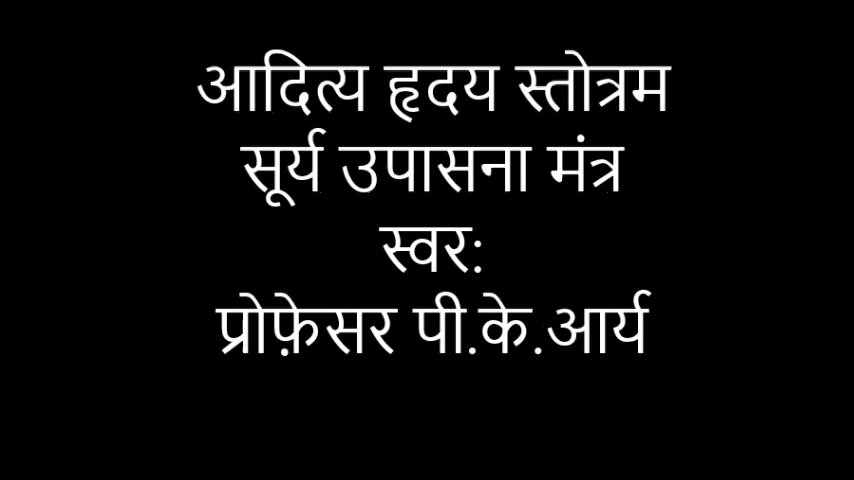 आदित्य हृदय स्तोत्रम
सूर्य उपासना मंत्र
स्वर:
प्रोफ़ेसर पी.के.आर्य